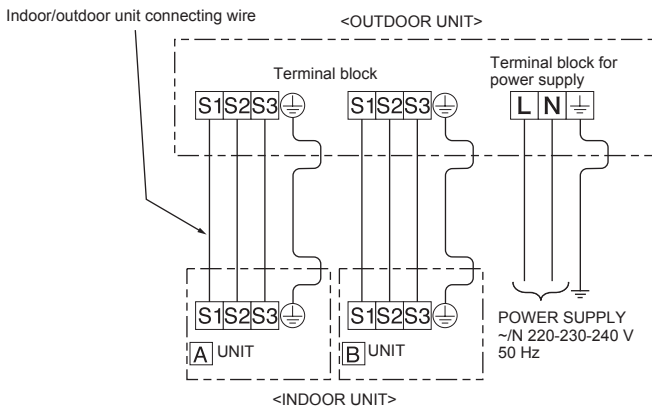 Indoor/outdoor unit connecting wire
<OUTDOOR UNIT>
Terminal block
Terminal block for
power supply
S1 S2 S3
S1 S2 S3
L N
S1 S2 S3
S1 S2 S3
A UNIT
B UNIT
POWER SUPPLY
~/N 220-230-240 V
50 Hz
<INDOOR UNIT>